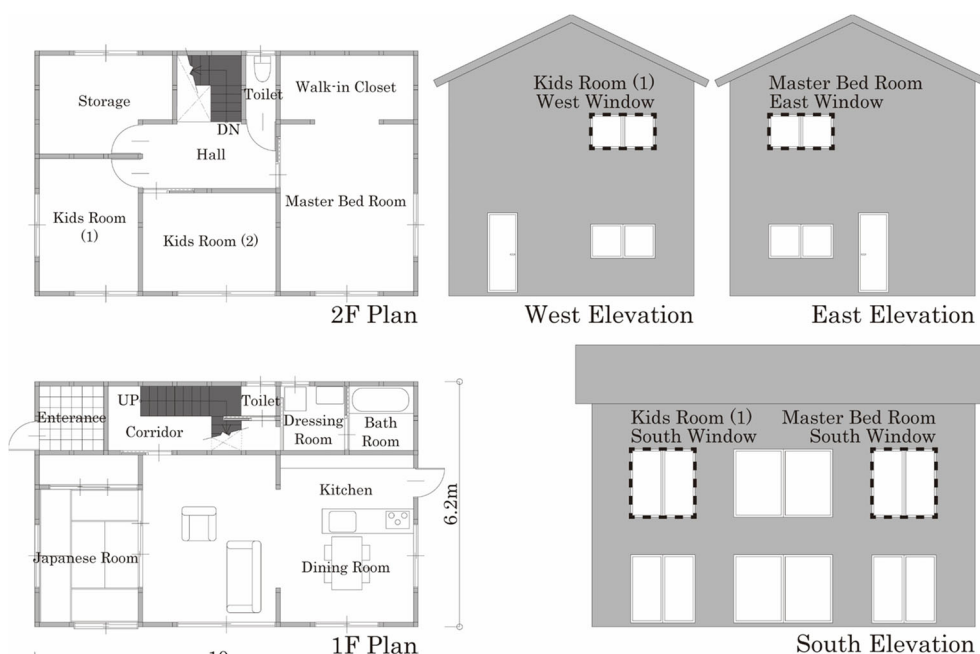 Storage
Toilet
Walk-in Closet
DN
Hall
Kids Room
(1)
Kids Room (2)
Master Bed Room
2F Plan
Kids Room (1)
West Window
West Elevation
Master Bed Room
East Window
East Elevation
Enterance
UP
Corridor
Toilet
Dressing
Room
Bath
Room
Kitchen
Japanese Room
Dining Room
6.2m
1F Plan
Kids Room (1)
South Window
Master Bed Room
South Window
South Elevation